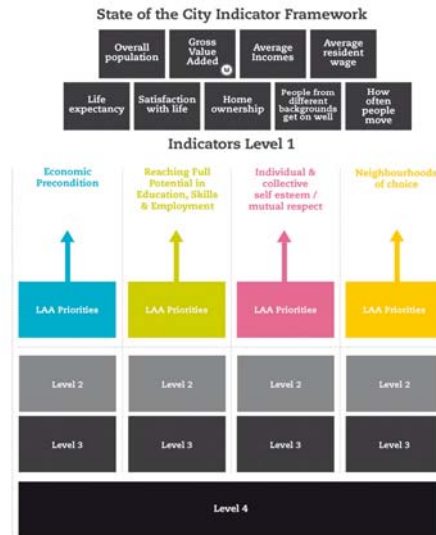 State of the City Indicator Framework
Overall
population
Gross
Value
Added
Average
Incomes
Average
resident
wage
Life
expectancy
Satisfaction
with life
Home
ownership
People from
different
backgrounds
get on well
How
often
people
move
Indicators Level 1
Economic
Precondition
Reaching Full
Potential in
Education, Skills
& Employment
Individual &
collective
self esteem /
mutual respect
Neighbourhoods
of choice
LAA Priorities
LAA Priorities
LAA Priorities
LAA Priorities
Level 2
Level 2
Level 2
Level 2
Level 3
Level 3
Level 3
Level 3
Level 4